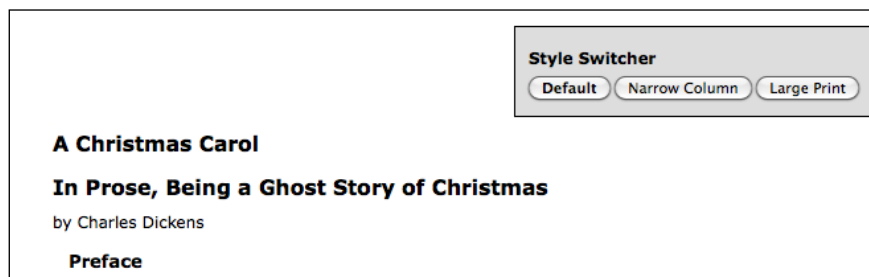 Style Switcher
Default Narrow Column Large Print
A Christmas Carol
In Prose, Being a Ghost Story of Christmas
by Charles Dickens
Preface